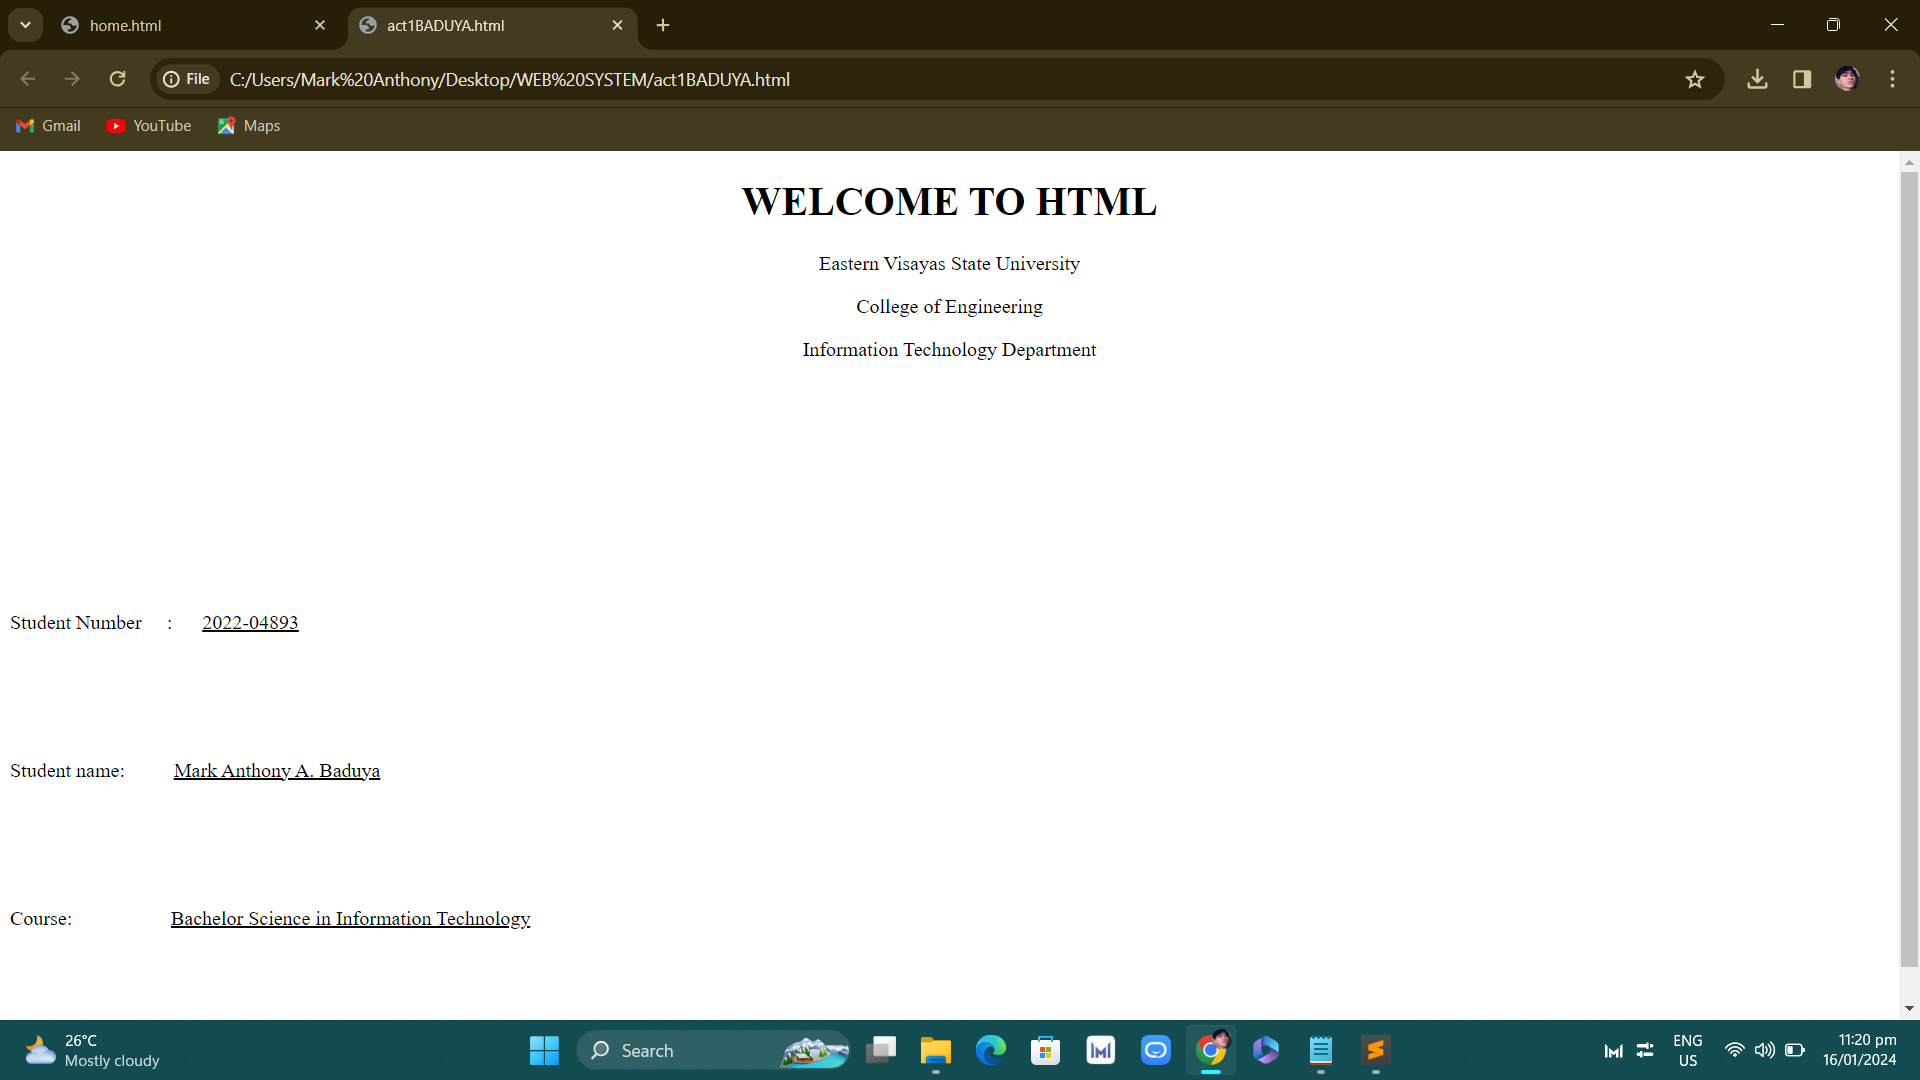 home.html
act1BADUYA.html
File C:/Users/Mark%20Anthony/Desktop/WEB%20SYSTEM/act1BADUYA.html
Gmail YouTube Maps
WELCOME TO HTML
Eastern Visayas State University
College of Engineering
Information Technology Department
Student Number : 2022-04893
Student name: Mark Anthony A. Baduya
Course: Bachelor Science in Information Technology
26°C
Mostly cloudy
Search
ENG
US
11:20 pm
16/01/2024